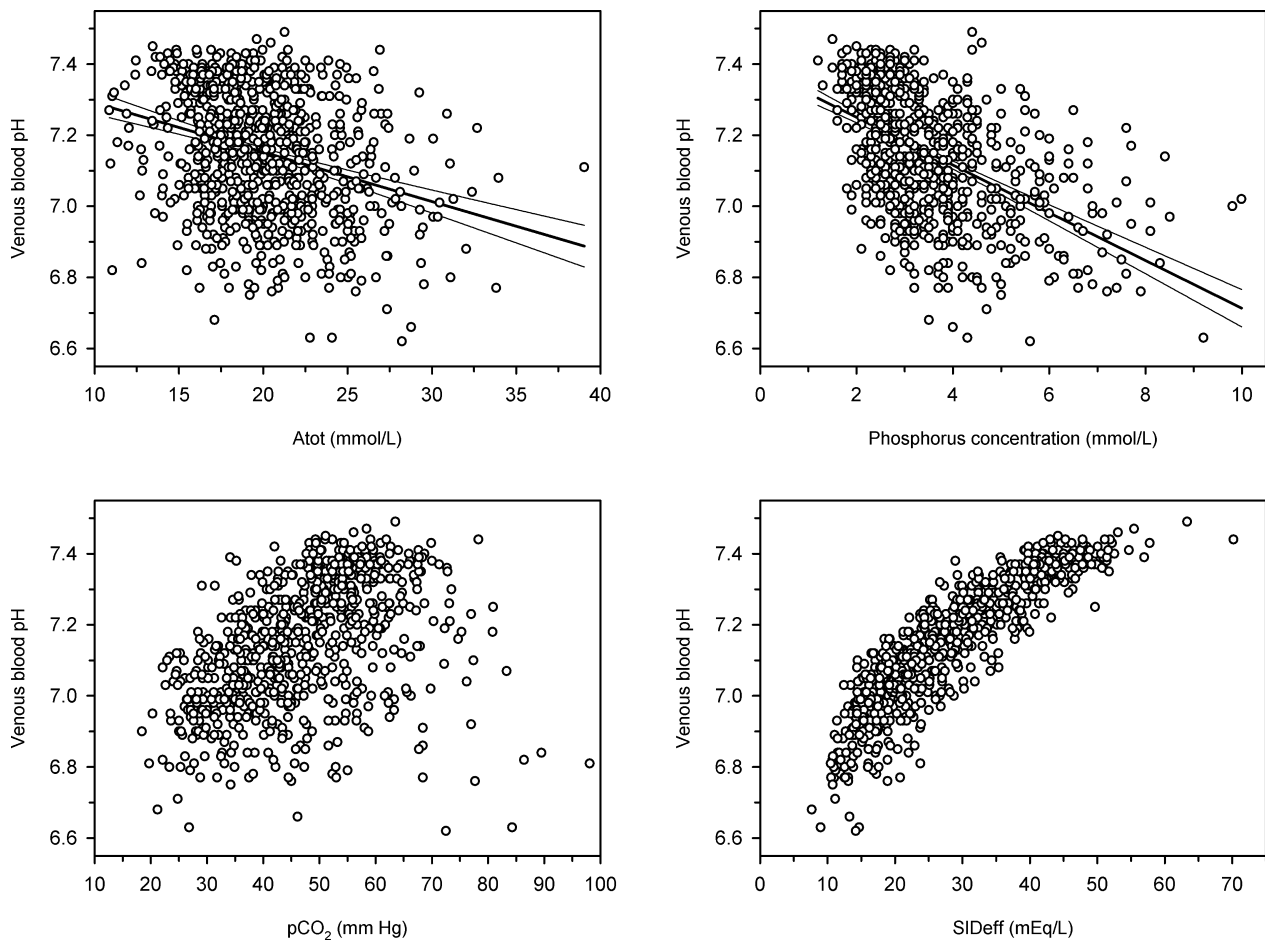 Venous blood pH
7.4
7.2
7.0
6.8
6.6
10 15 20 25 30 35 40
Atot (mmol/L)
Venous blood pH
7.4
7.2
7.0
6.8
6.6
0 2 4 6 8 10
Phosphorus concentration (mmol/L)
Venous blood pH
7.4
7.2
7.0
6.8
6.6
10 20 30 40 50 60 70 80 90 100
pCO₂ (mm Hg)
Venous blood pH
7.4
7.2
7.0
6.8
6.6
0 10 20 30 40 50 60 70
SIDeff (mEq/L)